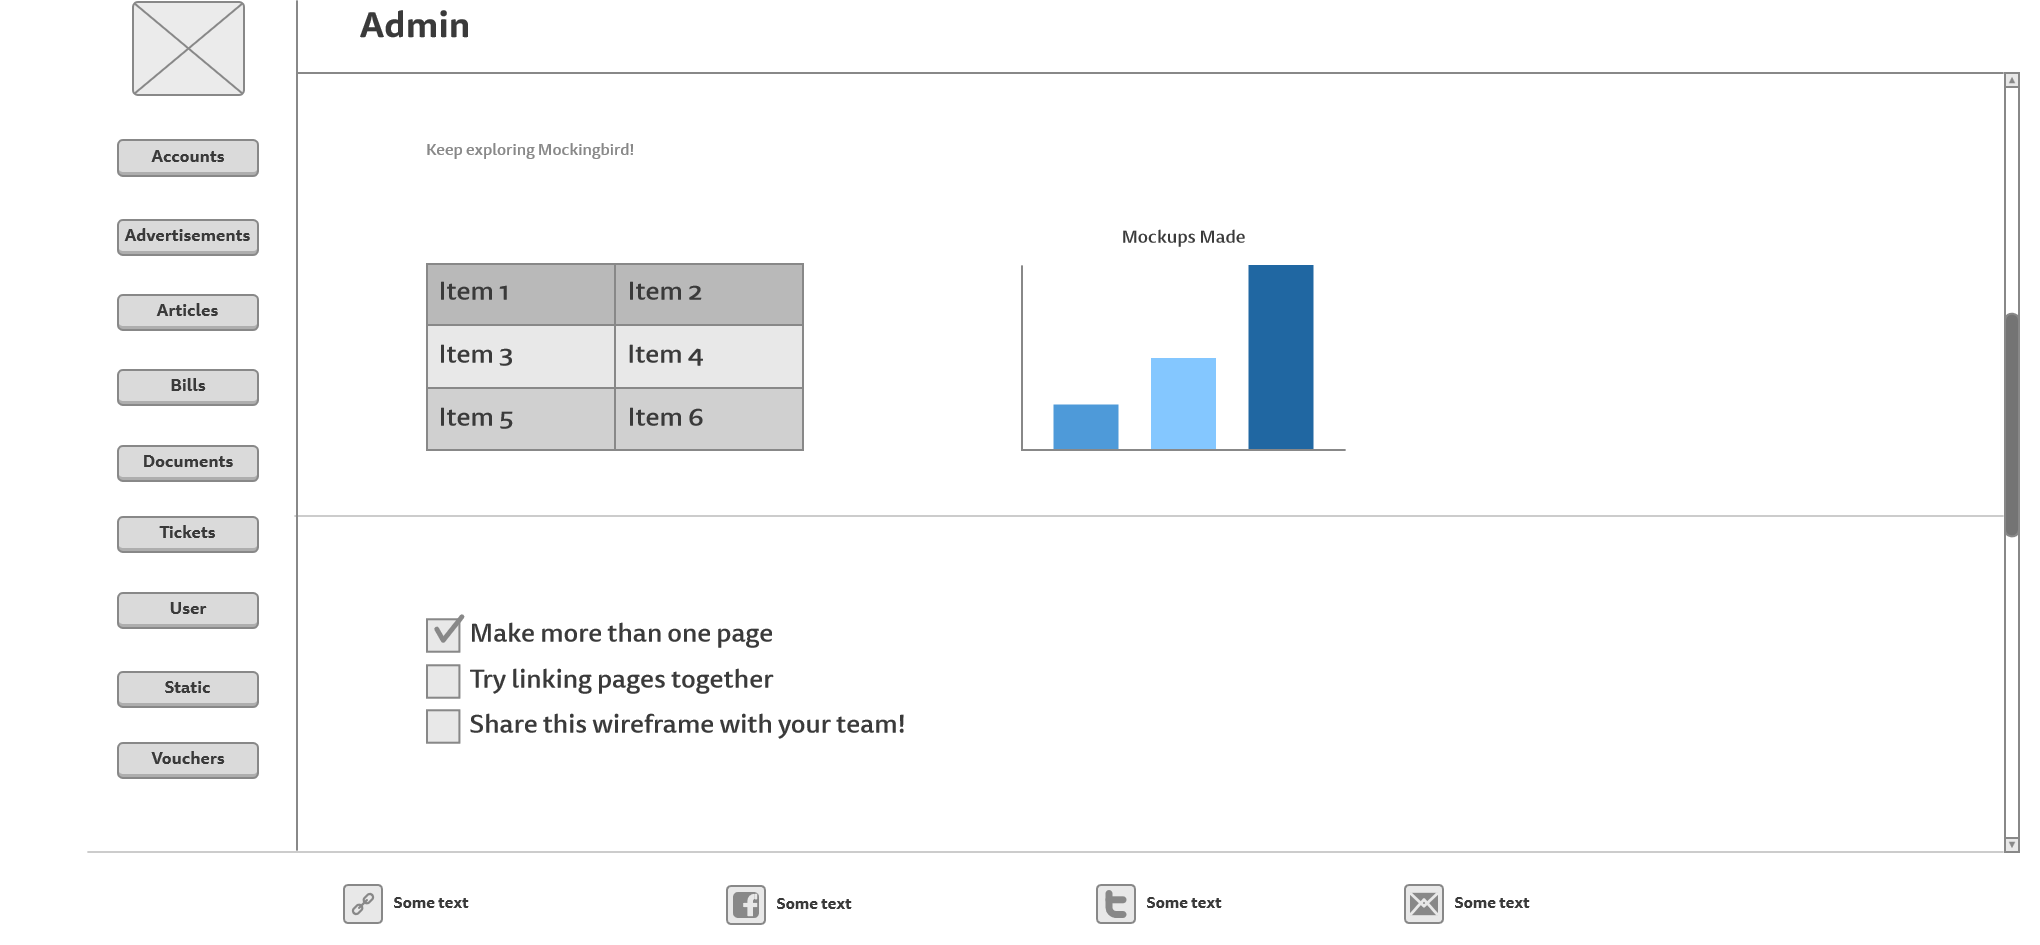 Admin
Accounts
Advertisements
Articles
Bills
Documents
Tickets
User
Static
Vouchers
Keep exploring Mockingbird!
Item 1 Item 2
Item 3 Item 4
Item 5 Item 6
Mockups Made
Make more than one page
Try linking pages together
Share this wireframe with your team!
Some text Some text Some text Some text